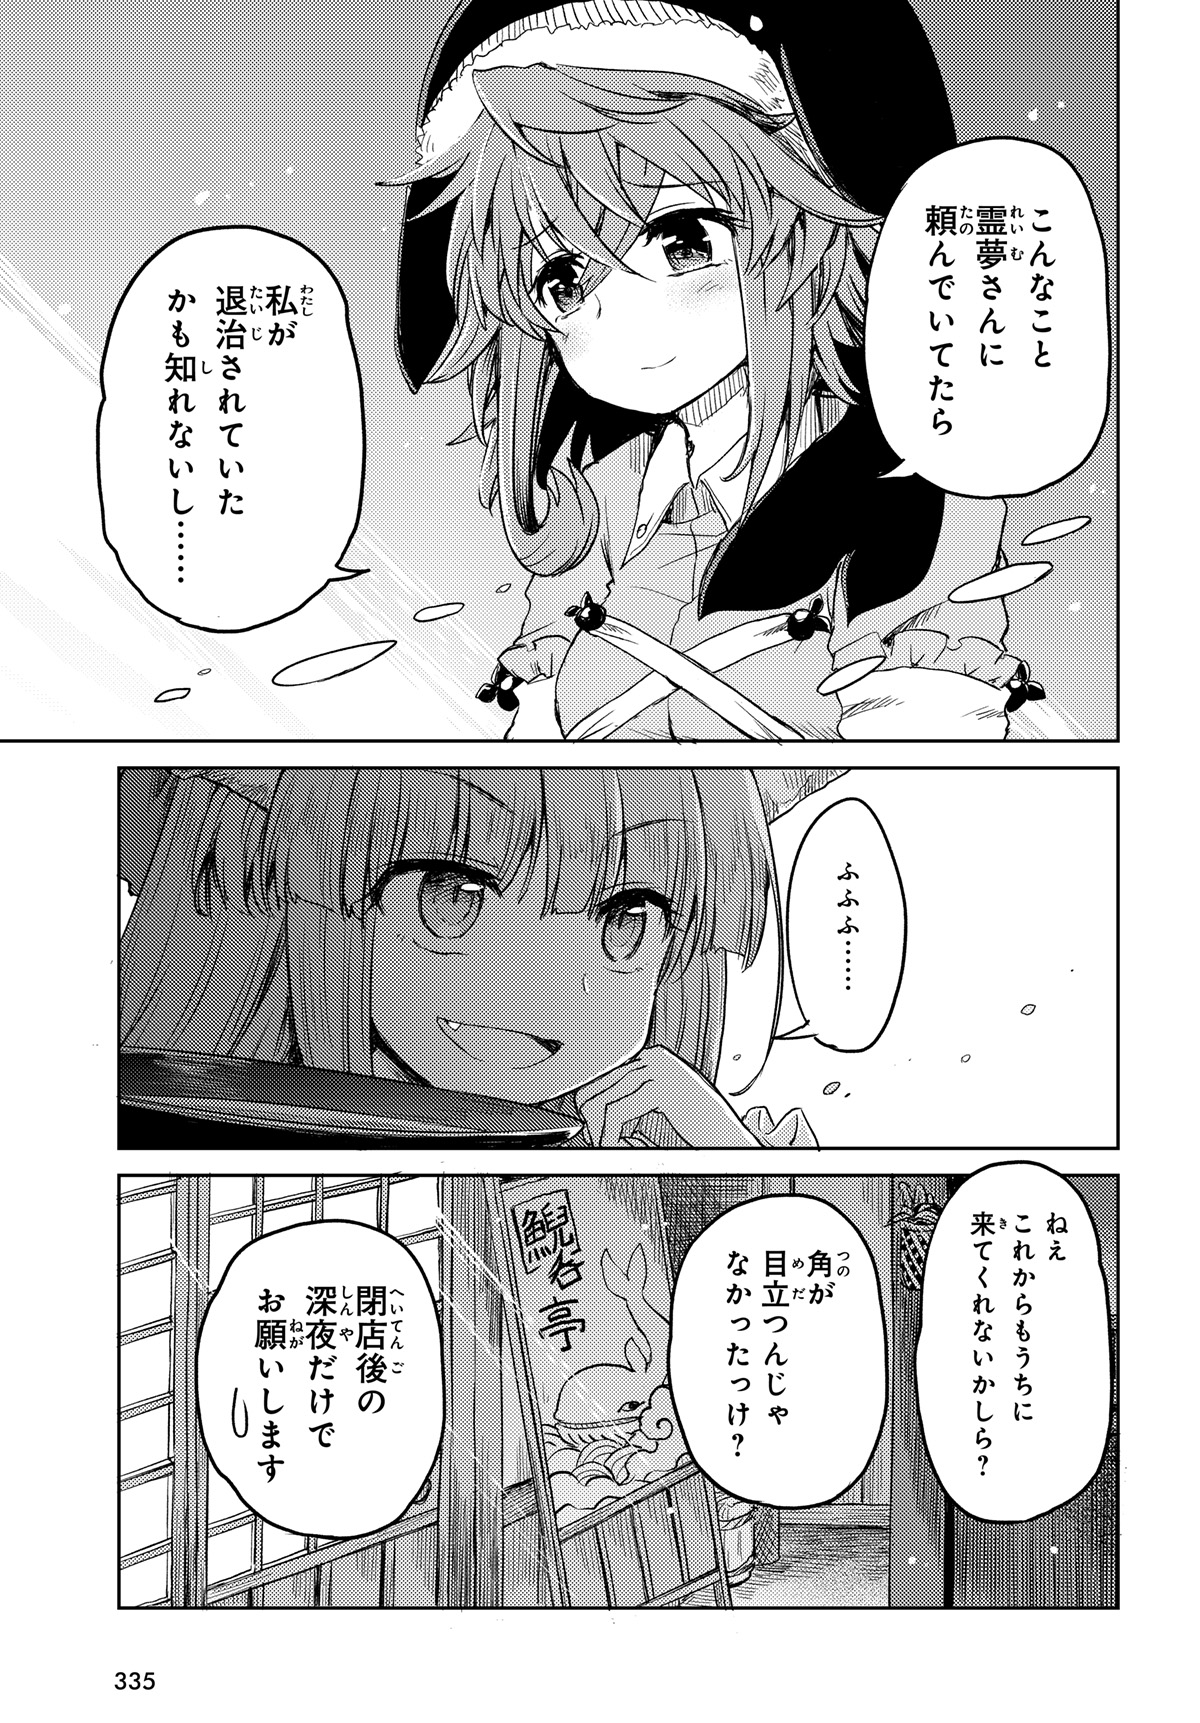 こんなこと
霊夢さんに
頼んでいてたら
私が
退治されていた
かも知れないし……
ふふふ……
ねえ
これからもうちに
来てくれないかしら？
角が
目立つんじゃ
なかったっけ？
鯢呑亭
閉店後の
深夜だけで
お願いします
335